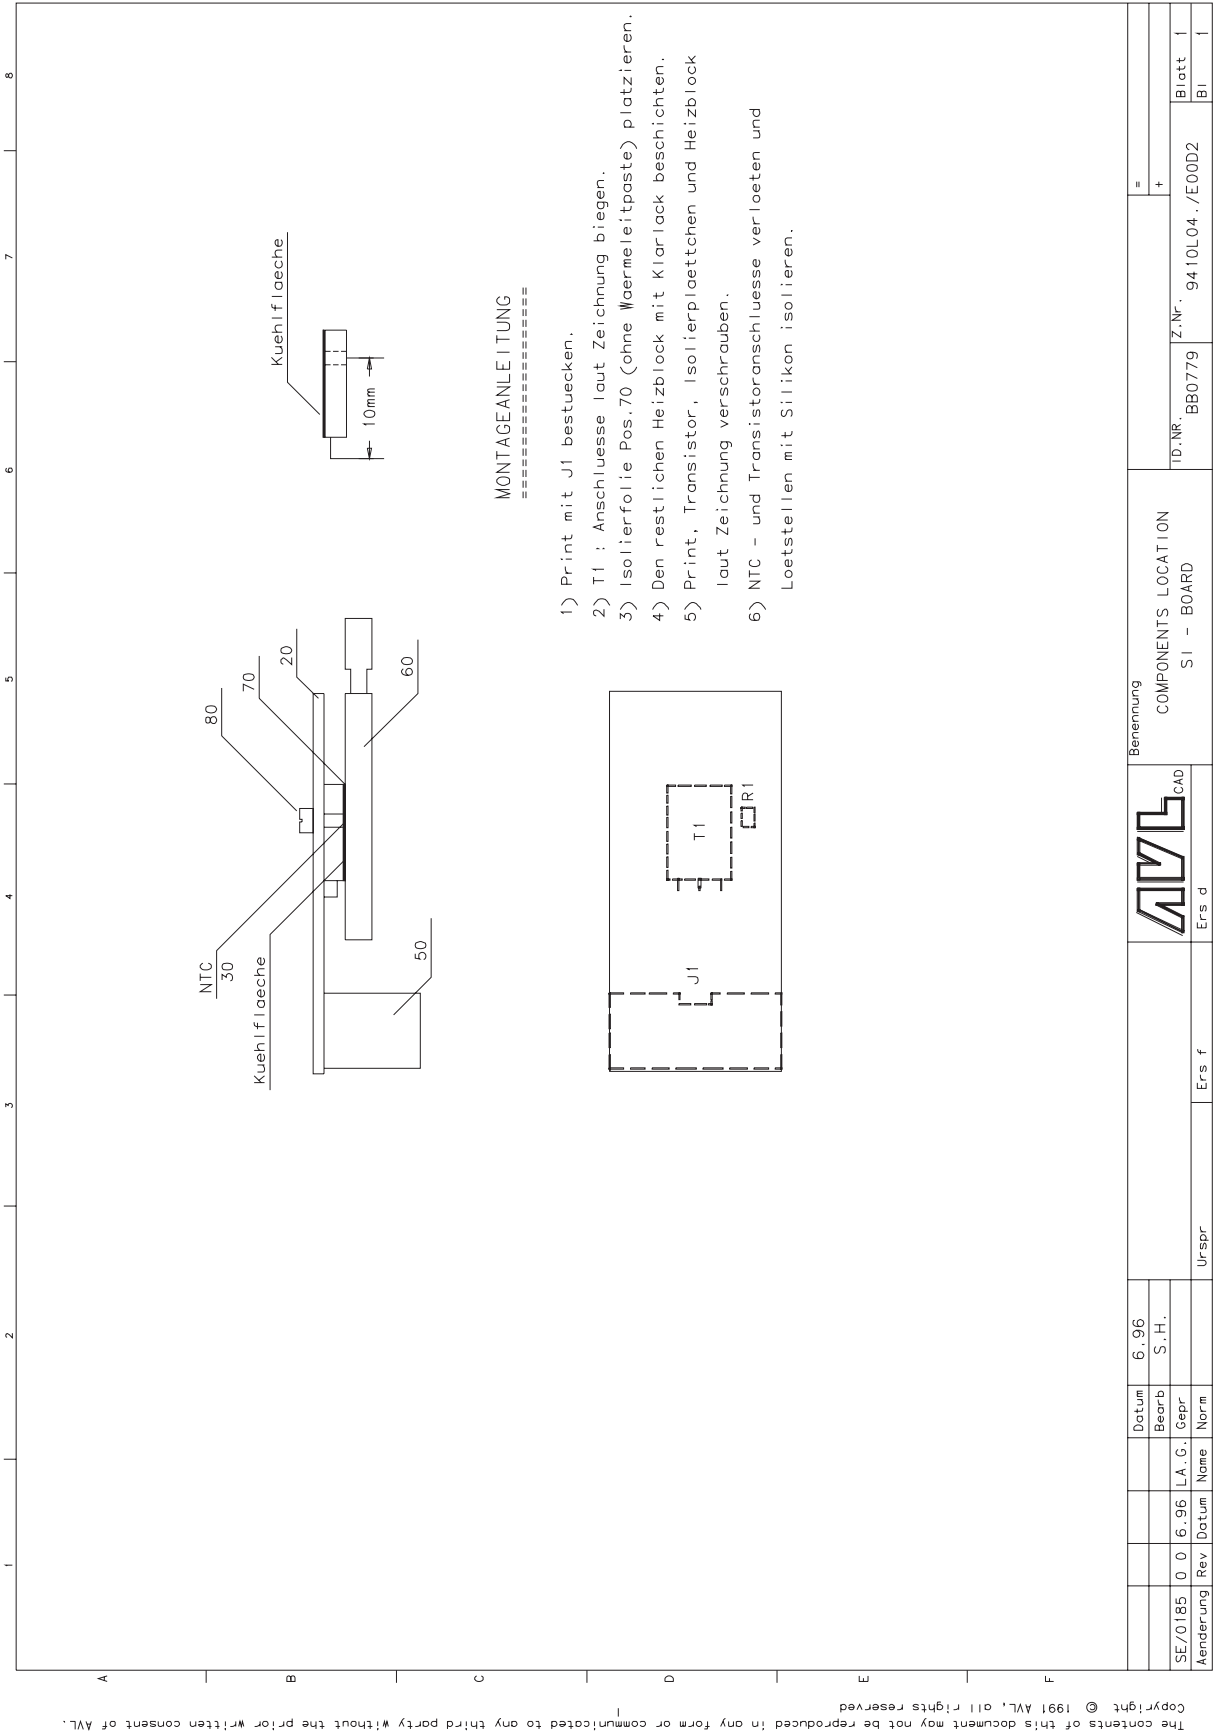 1 2 3 4 5 6 7 8
A
B
C
D
E
F
NTC
30
Kuehlflaeche
80
70
20
60
50
Kuehlflaeche
10mm
J1
T1
R1
MONTAGEANLEITUNG
======================
1) Print mit J1 bestuecken.
2) T1 : Anschluesse laut Zeichnung biegen.
3) Isolierfolie Pos.70 (ohne Waermeleitpaste) platzieren.
4) Den restlichen Heizblock mit Klarlack beschichten.
5) Print, Transistor, Isolierplaettchen und Heizblock
laut Zeichnung verschrauben.
6) NTC - und Transistoranschluesse verloeten und
Loetstellen mit Silikon isolieren.
Datum 6.96
Bearb S.H.
SE/0185 0 0 6.96 LA.G. Gepr
Aenderung Rev Datum Name Norm
Urspr
Ers f
Ers d
AVL CAD
Benennung
COMPONENTS LOCATION
SI - BOARD
=
+
ID.NR. BB0779
Z.Nr. 9410L04./E00D2
Blatt 1
Bl 1
Copyright © 1991 AVL, all rights reserved
The contents of this document may not be reproduced in any form or communicated to any third party without the prior written consent of AVL.